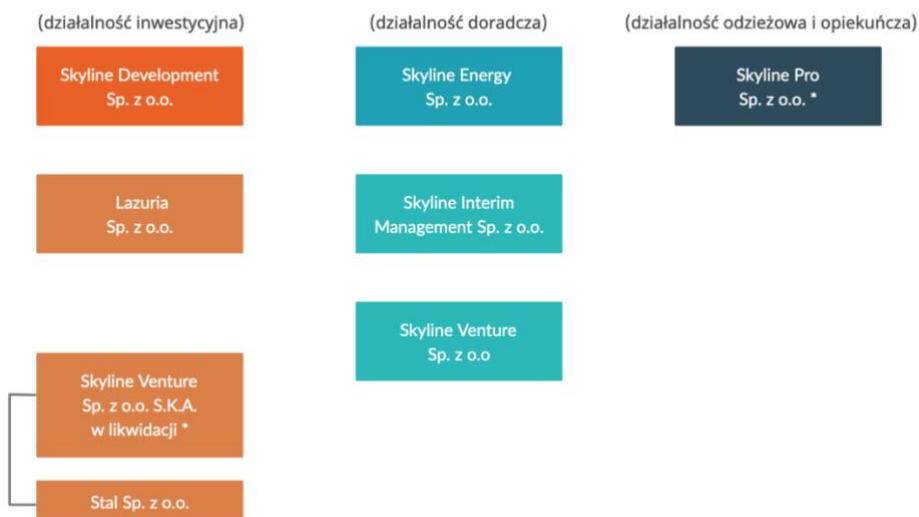 (działalność inwestycyjna)
(działalność doradcza)
(działalność odzieżowa i opiekuńcza)
Skyline Development
Sp. z o.o.
Skyline Energy
Sp. z o.o.
Skyline Pro
Sp. z o.o. *
Lazuria
Sp. z o.o.
Skyline Interim
Management Sp. z o.o.
Skyline Venture
Sp. z o.o
Skyline Venture
Sp. z o.o. S.K.A.
w likwidacji *
Stal Sp. z o.o.